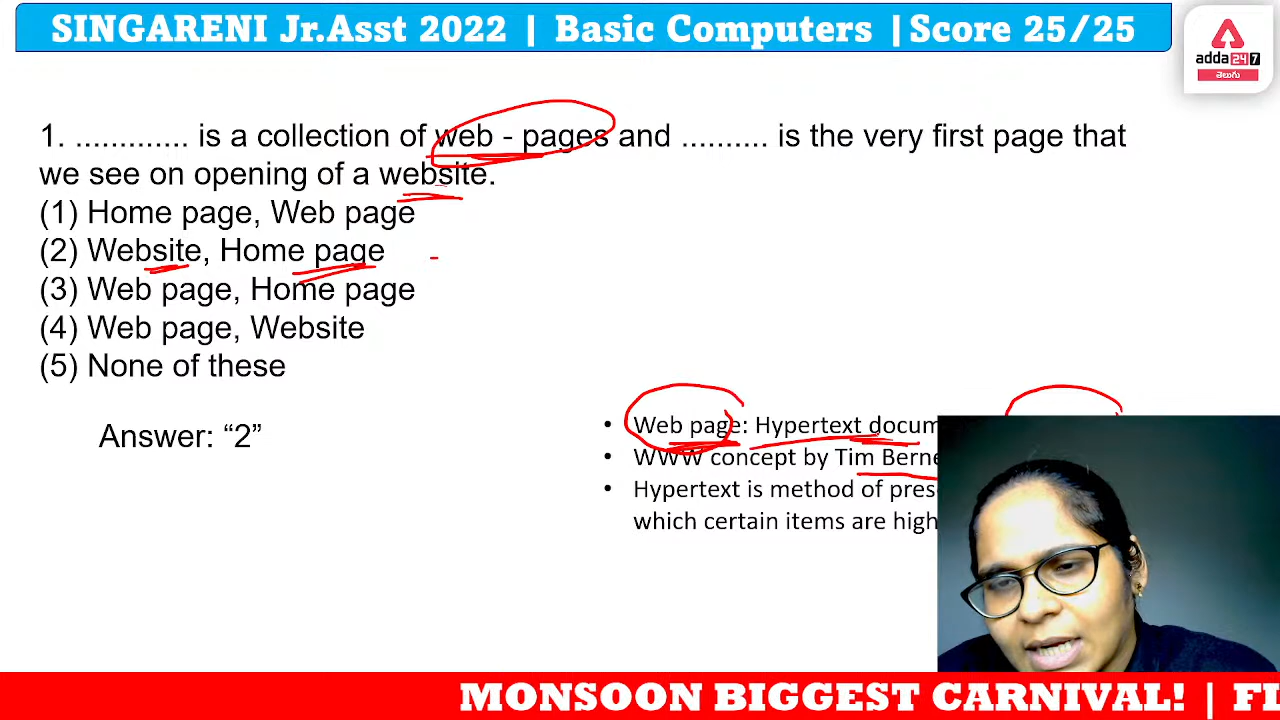 SINGARENI Jr.Asst 2022 | Basic Computers |Score 25/25
adda247
తెలుగు
1. ............. is a collection of web - pages and .......... is the very first page that
we see on opening of a website.
(1) Home page, Web page
(2) Website, Home page
(3) Web page, Home page
(4) Web page, Website
(5) None of these
Answer: “2”
• Web page: Hypertext docum
• WWW concept by Tim Berne
• Hypertext is method of pres
which certain items are high
MONSOON BIGGEST CARNIVAL! | FI